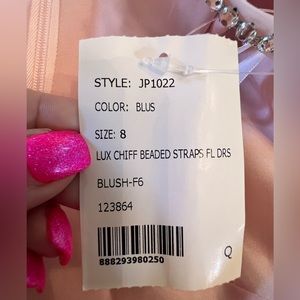 STYLE: JP1022
COLOR: BLUS
SIZE: 8
LUX CHIFF BEADED STRAPS FL DRS
BLUSH-F6
123864
888293980250
Q